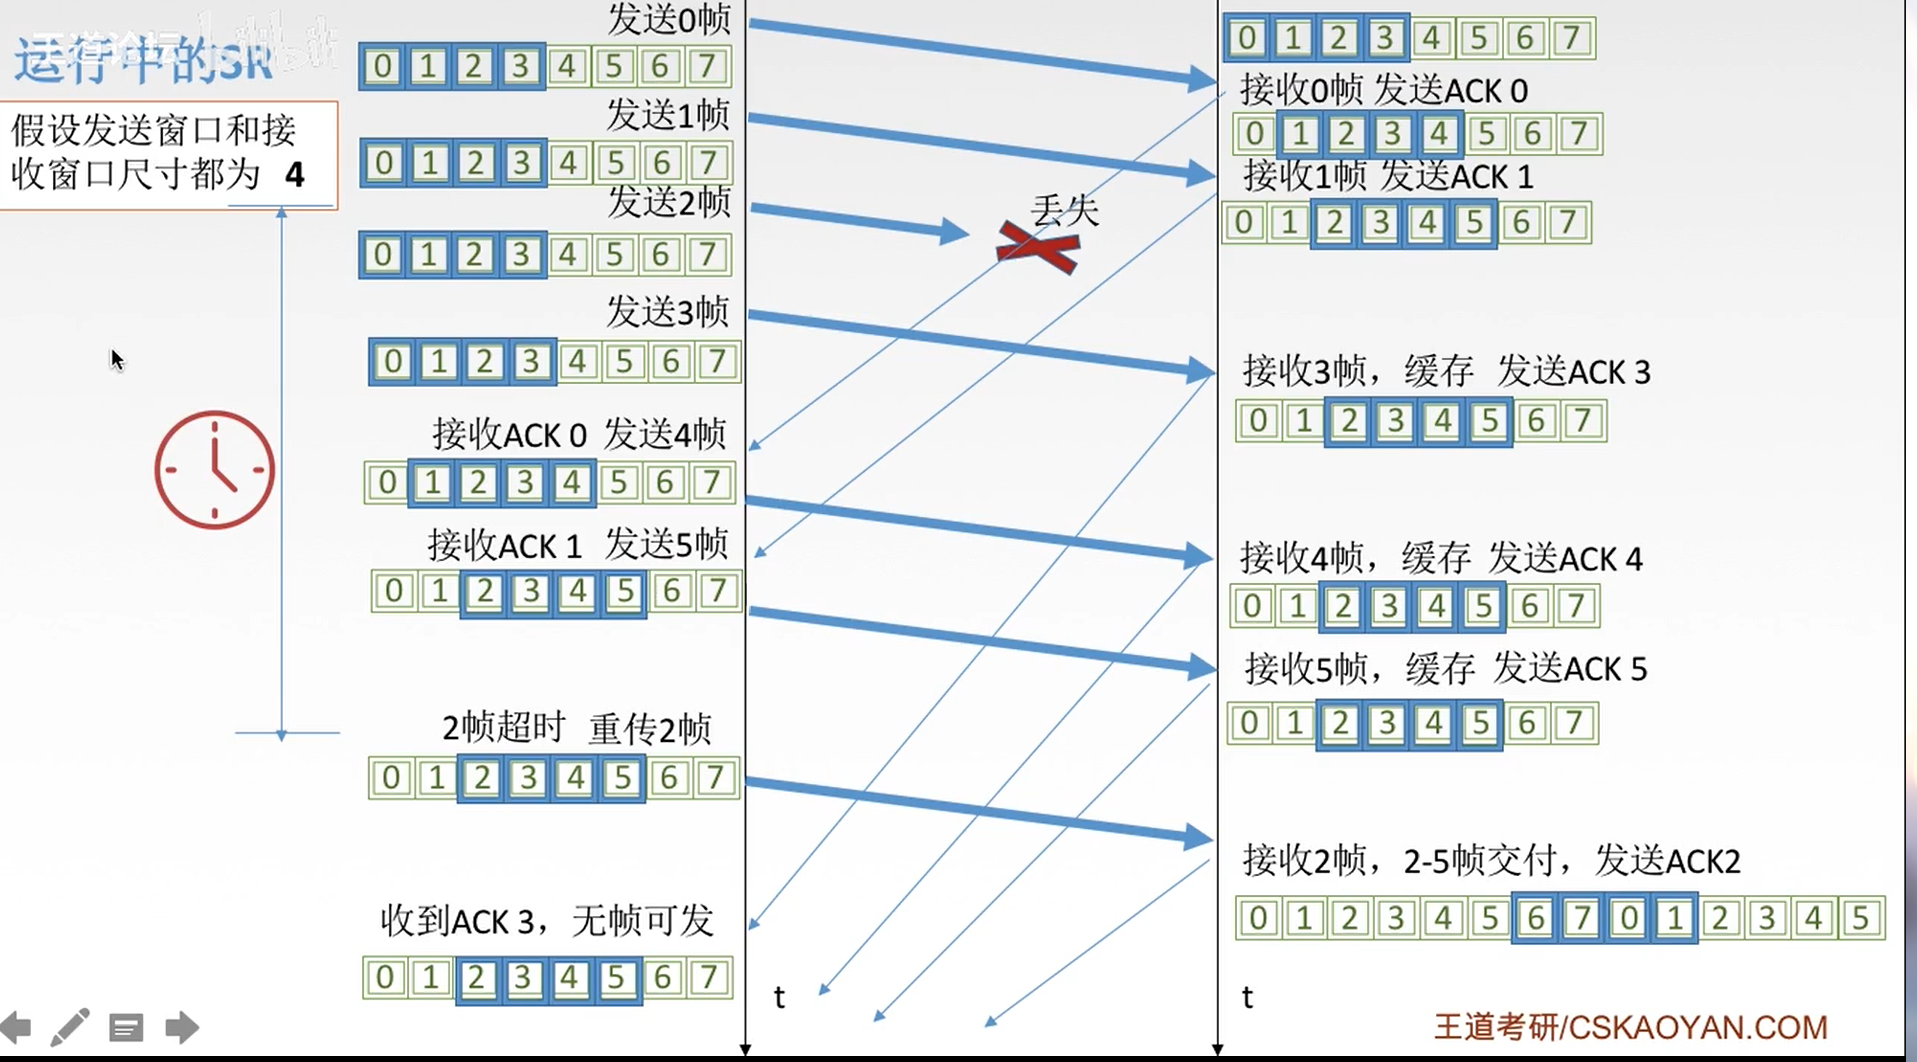 王道论坛
运行中的SR
假设发送窗口和接
收窗口尺寸都为 4
发送0帧
0 1 2 3 4 5 6 7
发送1帧
0 1 2 3 4 5 6 7
发送2帧
0 1 2 3 4 5 6 7
发送3帧
0 1 2 3 4 5 6 7
接收ACK 0 发送4帧
0 1 2 3 4 5 6 7
接收ACK 1 发送5帧
0 1 2 3 4 5 6 7
2帧超时 重传2帧
0 1 2 3 4 5 6 7
收到ACK 3，无帧可发
0 1 2 3 4 5 6 7
丢失
t
0 1 2 3 4 5 6 7
接收0帧 发送ACK 0
0 1 2 3 4 5 6 7
接收1帧 发送ACK 1
0 1 2 3 4 5 6 7
接收3帧，缓存 发送ACK 3
0 1 2 3 4 5 6 7
接收4帧，缓存 发送ACK 4
0 1 2 3 4 5 6 7
接收5帧，缓存 发送ACK 5
0 1 2 3 4 5 6 7
接收2帧，2-5帧交付，发送ACK2
0 1 2 3 4 5 6 7 0 1 2 3 4 5
t
王道考研/CSKAOYAN.COM